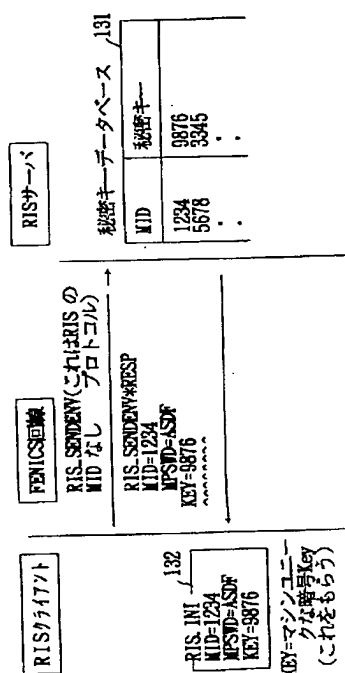 RISクライアント
RIS. INI
132
MID=1234
MPSWD=ASDF
KEY=9876
KEY=マシンユニー
クな暗号Key
(これをもらう)
FENICS回線
RIS_SENDENV(これはRIS の
MID なし プロトコル)
RIS_SENDENV*RESP
MID=1234
MPSWD=ASDF
KEY=9876
RISサーバ
秘密キーデータベース
131
MID 秘密キー
1234 9876
5678 3345
. .
. .